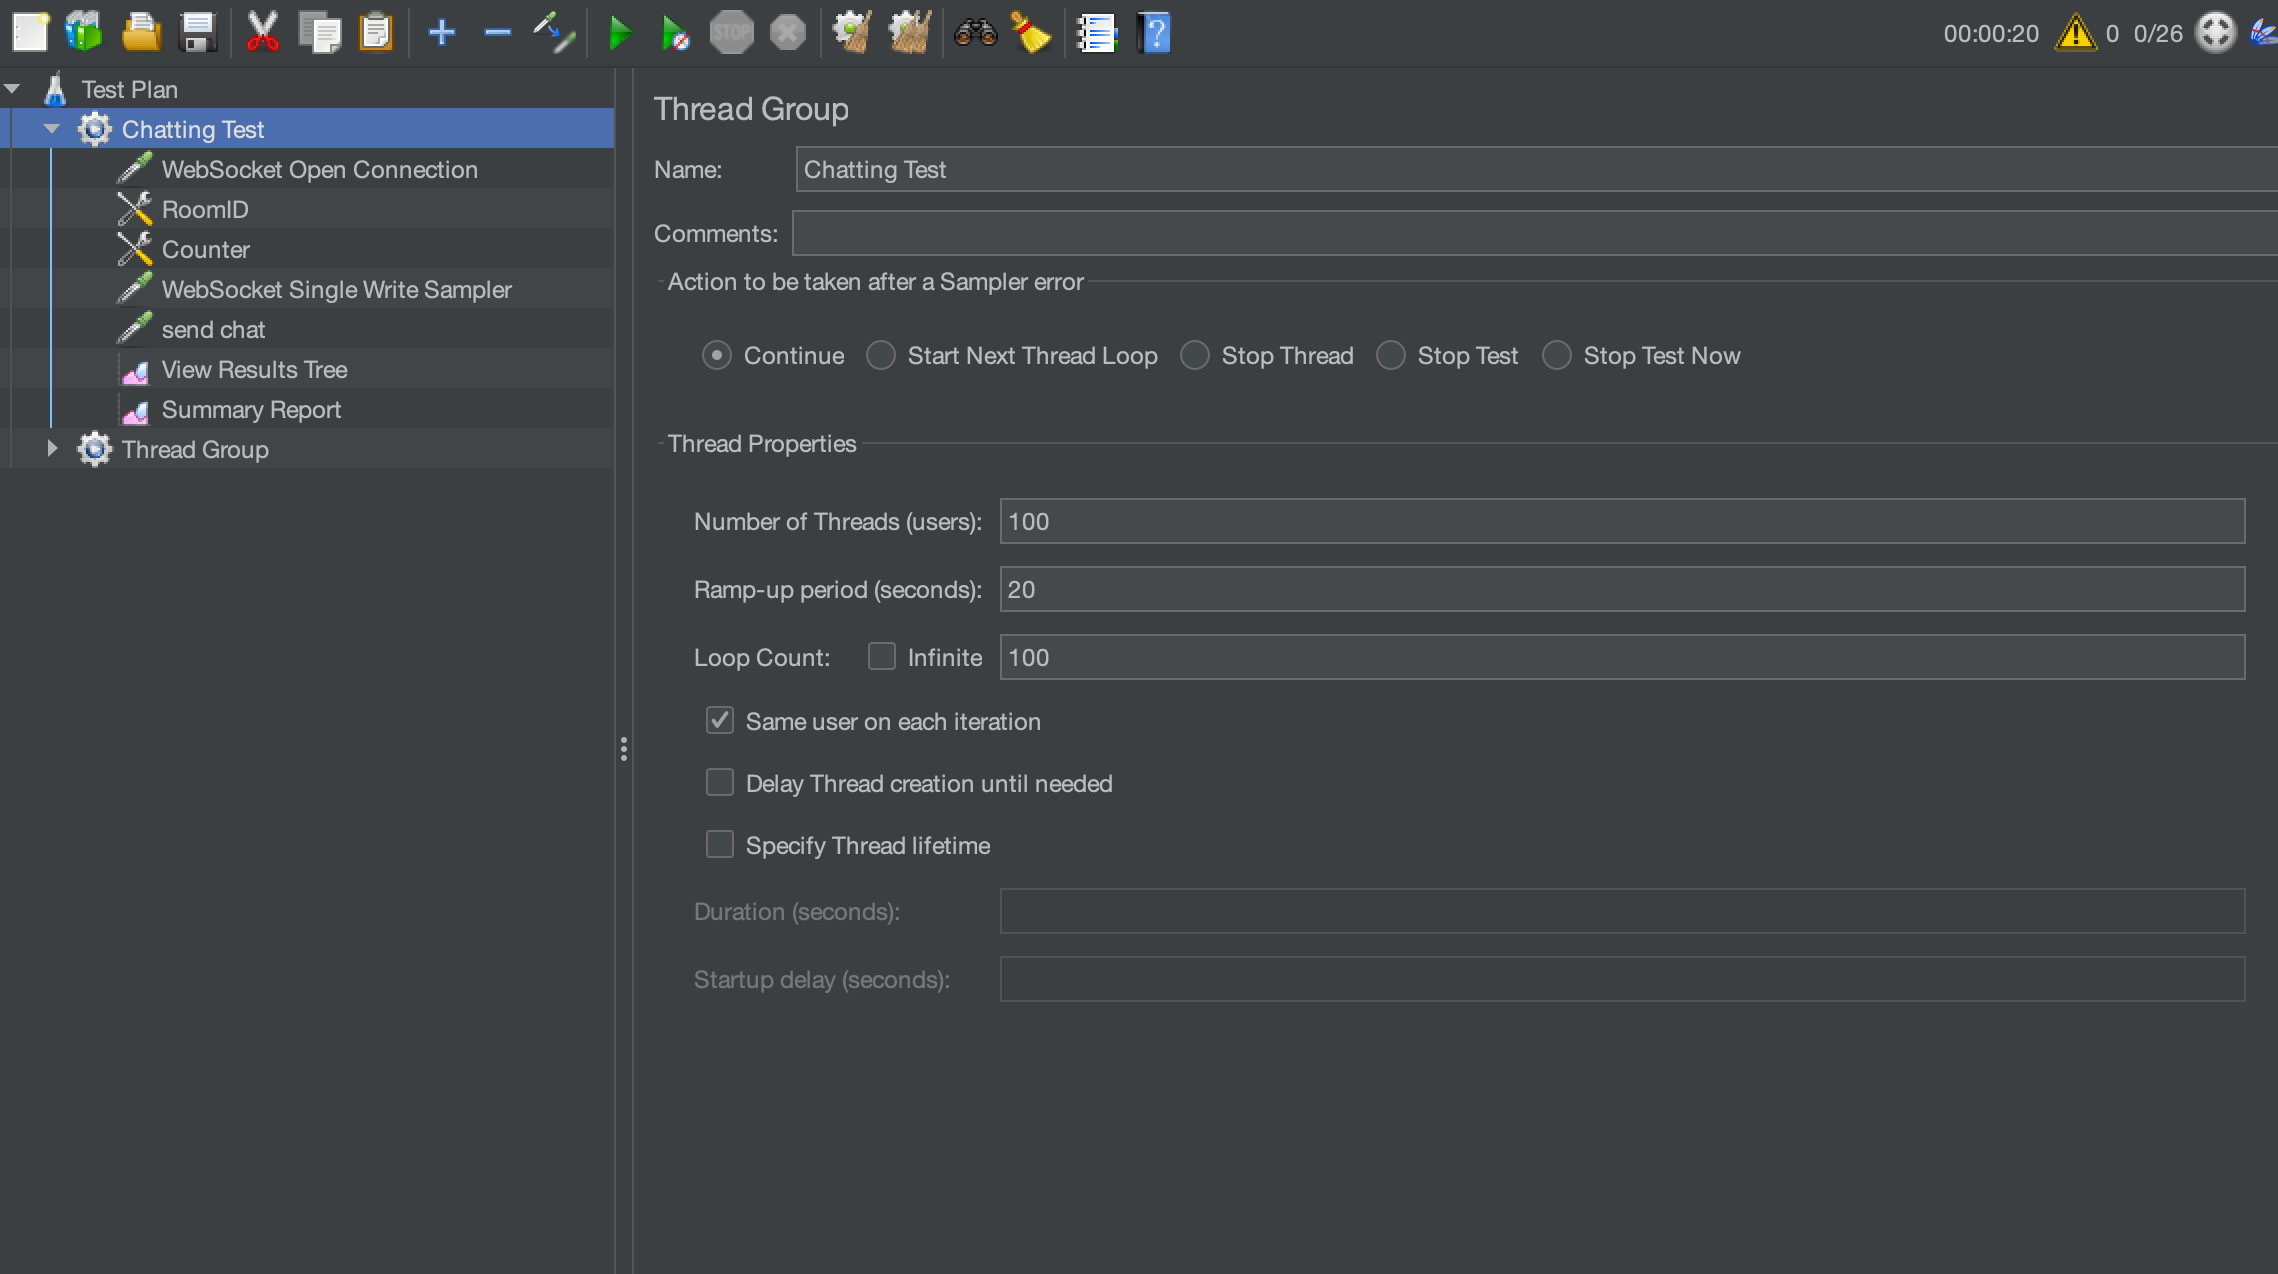 STOP
00:00:20 0 0/26
Test Plan
Chatting Test
WebSocket Open Connection
RoomID
Counter
WebSocket Single Write Sampler
send chat
View Results Tree
Summary Report
Thread Group
Thread Group
Name: Chatting Test
Comments:
Action to be taken after a Sampler error
Continue Start Next Thread Loop Stop Thread Stop Test Stop Test Now
Thread Properties
Number of Threads (users): 100
Ramp-up period (seconds): 20
Loop Count: Infinite 100
Same user on each iteration
Delay Thread creation until needed
Specify Thread lifetime
Duration (seconds):
Startup delay (seconds):